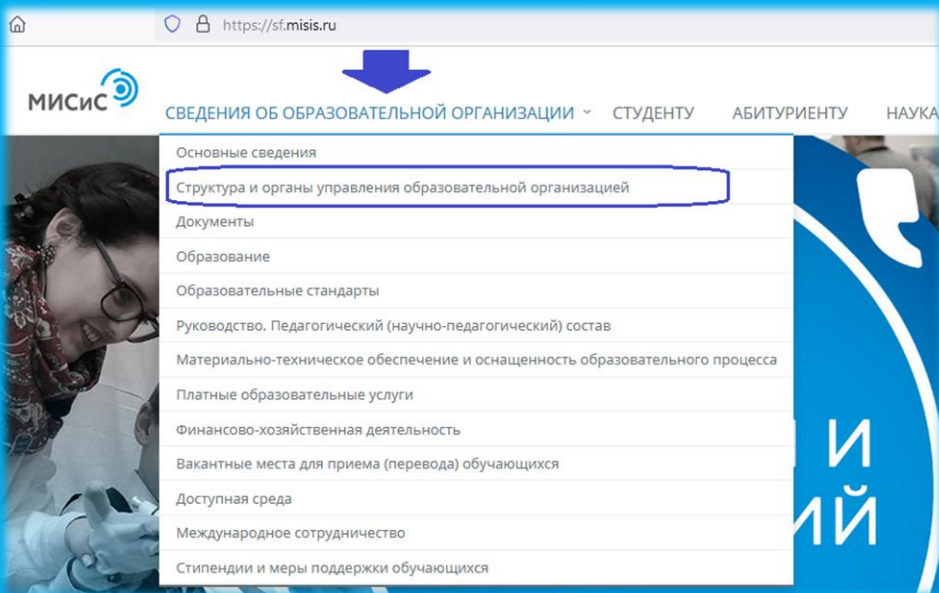 https://sf.misis.ru
МИСиС
СВЕДЕНИЯ ОБ ОБРАЗОВАТЕЛЬНОЙ ОРГАНИЗАЦИИ СТУДЕНТУ АБИТУРИЕНТУ НАУКА
Основные сведения
Структура и органы управления образовательной организацией
Документы
Образование
Образовательные стандарты
Руководство. Педагогический (научно-педагогический) состав
Материально-техническое обеспечение и оснащенность образовательного процесса
Платные образовательные услуги
Финансово-хозяйственная деятельность
Вакантные места для приема (перевода) обучающихся
Доступная среда
Международное сотрудничество
Стипендии и меры поддержки обучающихся
И
ИЙ